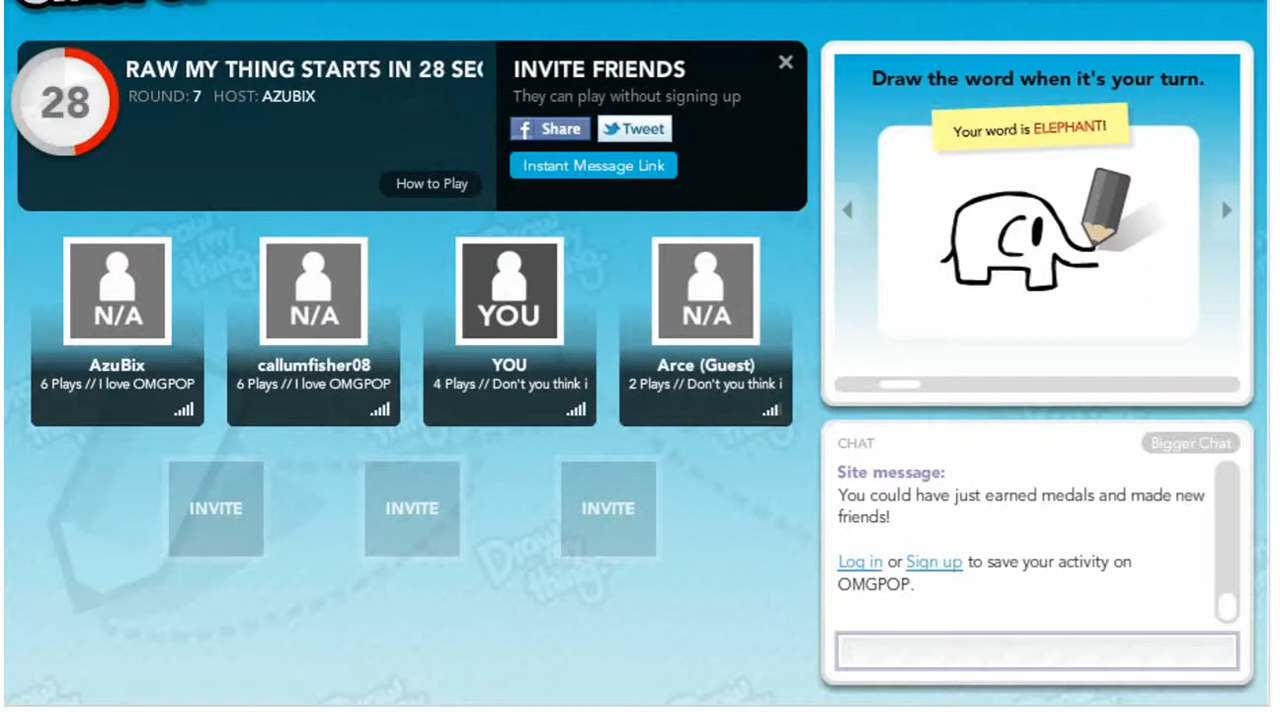 28
RAW MY THING STARTS IN 28 SEC
ROUND: 7 HOST: AZUBIX
How to Play
INVITE FRIENDS
They can play without signing up
f Share
Tweet
Instant Message Link
N/A
AzuBix
6 Plays // I love OMGPOP
N/A
callumfisher08
6 Plays // I love OMGPOP
YOU
YOU
4 Plays // Don't you think i
N/A
Arce (Guest)
2 Plays // Don't you think i
INVITE
INVITE
INVITE
Draw the word when it's your turn.
Your word is ELEPHANT!
CHAT
Bigger Chat
Site message:
You could have just earned medals and made new
friends!
Log in or Sign up to save your activity on
OMGPOP.
Draw
my
thing